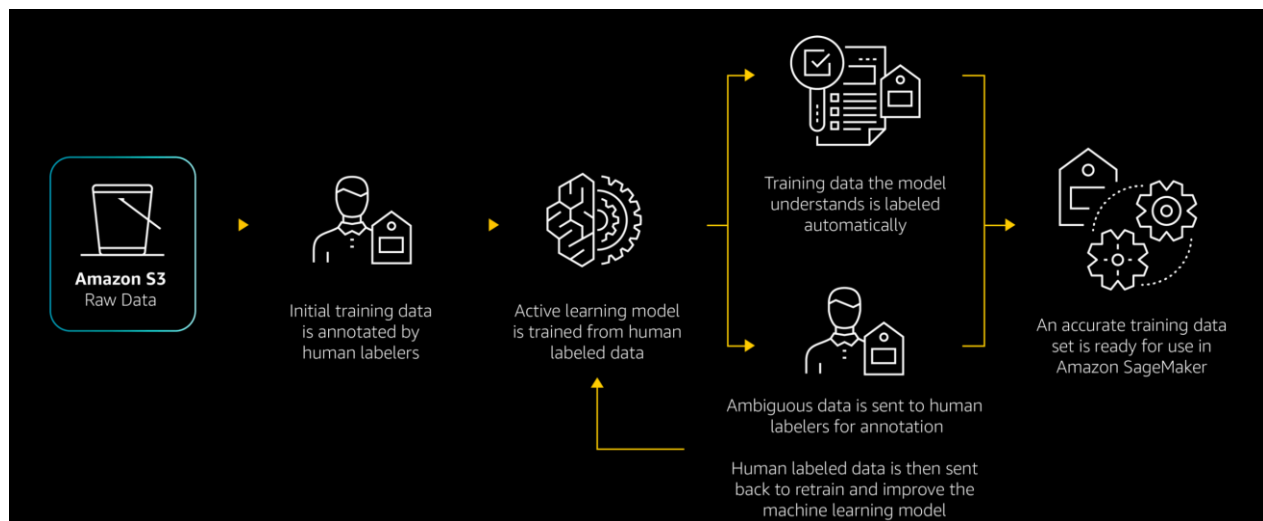 Amazon S3
Raw Data
Initial training data
is annotated by
human labelers
Active learning model
is trained from human
labeled data
Training data the model
understands is labeled
automatically
Ambiguous data is sent to human
labelers for annotation
Human labeled data is then sent
back to retrain and improve the
machine learning model
An accurate training data
set is ready for use in
Amazon SageMaker